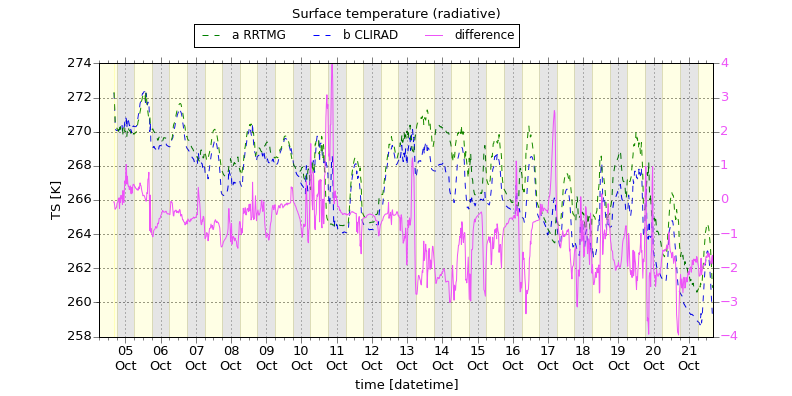 Surface temperature (radiative)
a RRTMG b CLIRAD difference
274 4
272 3
270 2
268 1
266 0
264 −1
262 −2
260 −3
258 −4
TS [K]
05 06 07 08 09 10 11 12 13 14 15 16 17 18 19 20 21
Oct Oct Oct Oct Oct Oct Oct Oct Oct Oct Oct Oct Oct Oct Oct Oct Oct
time [datetime]